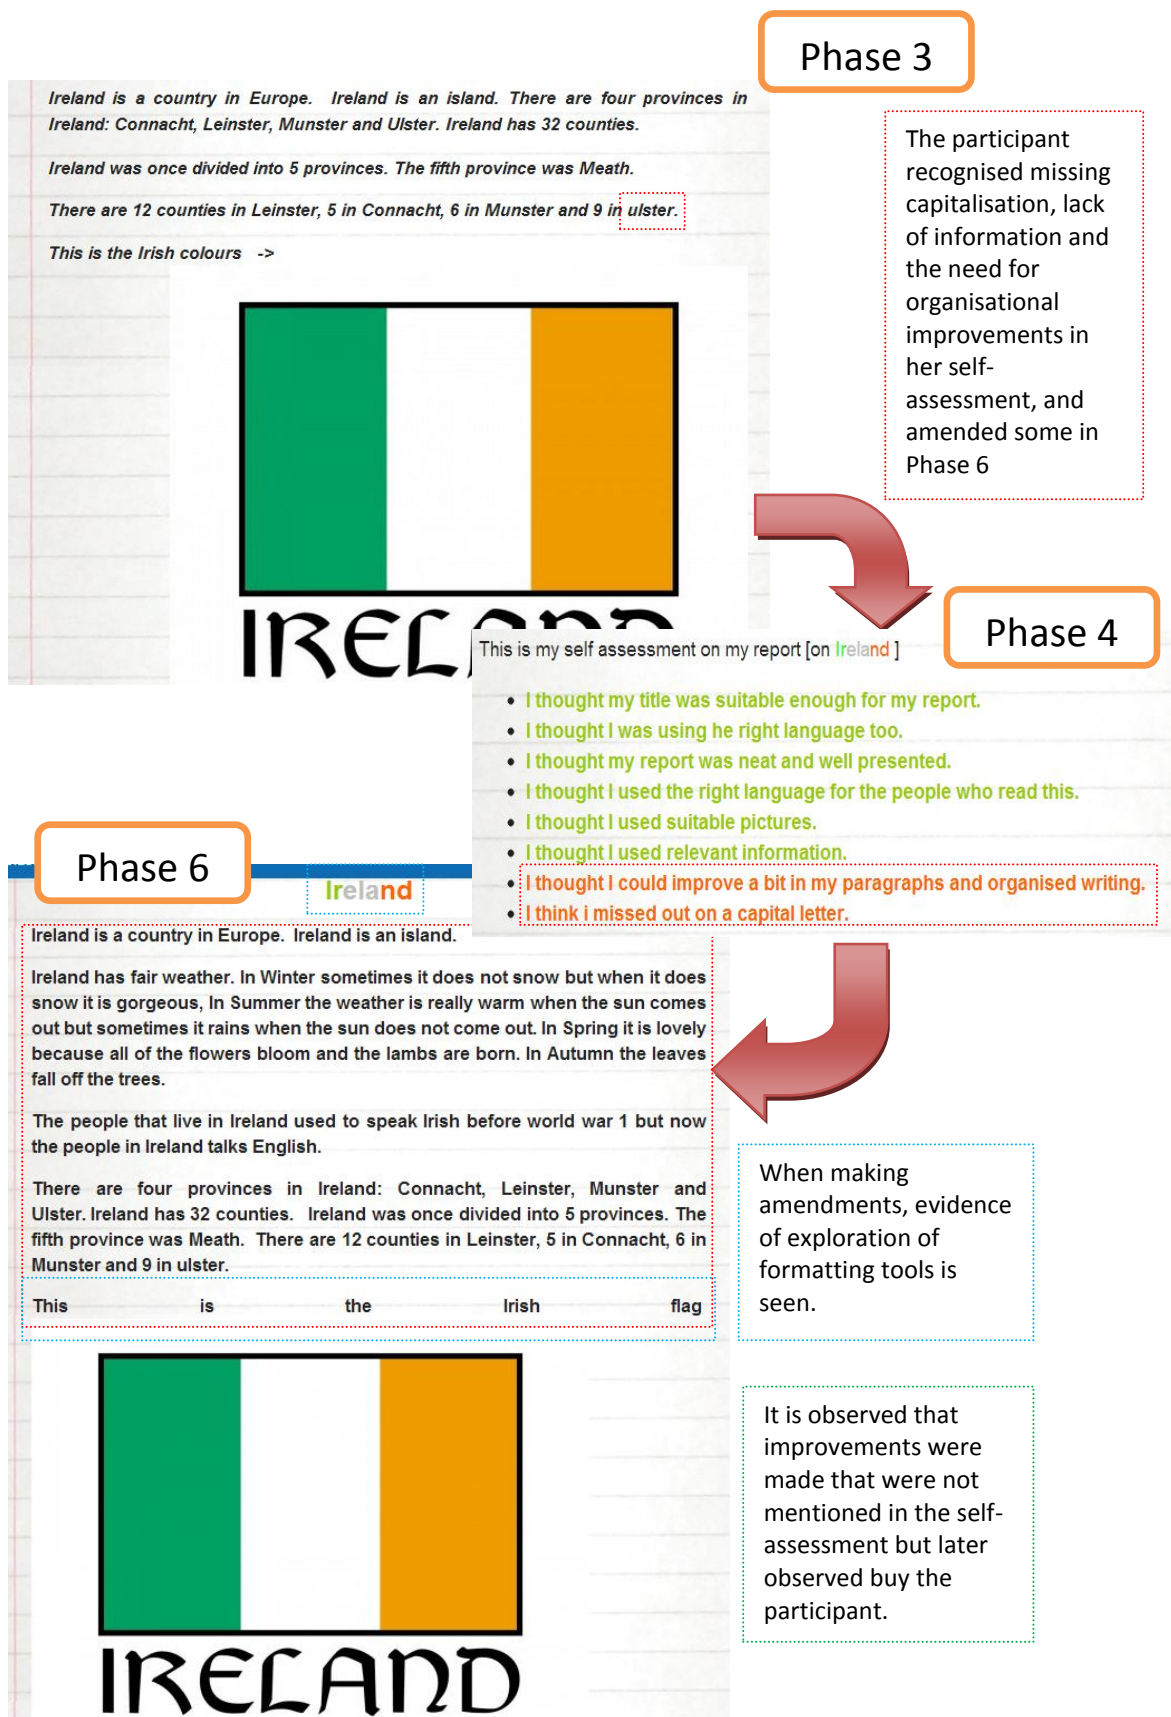 Phase 3
Ireland is a country in Europe.  Ireland is an island. There are four provinces in
Ireland: Connacht, Leinster, Munster and Ulster. Ireland has 32 counties.
Ireland was once divided into 5 provinces. The fifth province was Meath.
There are 12 counties in Leinster, 5 in Connacht, 6 in Munster and 9 in ulster.
This is the Irish colours  ->
IRELAND
The participant
recognised missing
capitalisation, lack
of information and
the need for
organisational
improvements in
her self-
assessment, and
amended some in
Phase 6
Phase 4
This is my self assessment on my report [on Ireland ]
• I thought my title was suitable enough for my report.
• I thought I was using he right language too.
• I thought my report was neat and well presented.
• I thought I used the right language for the people who read this.
• I thought I used suitable pictures.
• I thought I used relevant information.
• I thought I could improve a bit in my paragraphs and organised writing.
• I think i missed out on a capital letter.
Phase 6
Ireland
Ireland is a country in Europe.  Ireland is an island.
Ireland has fair weather. In Winter sometimes it does not snow but when it does
snow it is gorgeous, In Summer the weather is really warm when the sun comes
out but sometimes it rains when the sun does not come out. In Spring it is lovely
because all of the flowers bloom and the lambs are born. In Autumn the leaves
fall off the trees.
The people that live in Ireland used to speak Irish before world war 1 but now
the people in Ireland talks English.
There are four provinces in Ireland: Connacht, Leinster, Munster and
Ulster. Ireland has 32 counties.  Ireland was once divided into 5 provinces. The
fifth province was Meath.  There are 12 counties in Leinster, 5 in Connacht, 6 in
Munster and 9 in ulster.
This is the Irish flag
IRELAND
When making
amendments, evidence
of exploration of
formatting tools is
seen.
It is observed that
improvements were
made that were not
mentioned in the self-
assessment but later
observed buy the
participant.